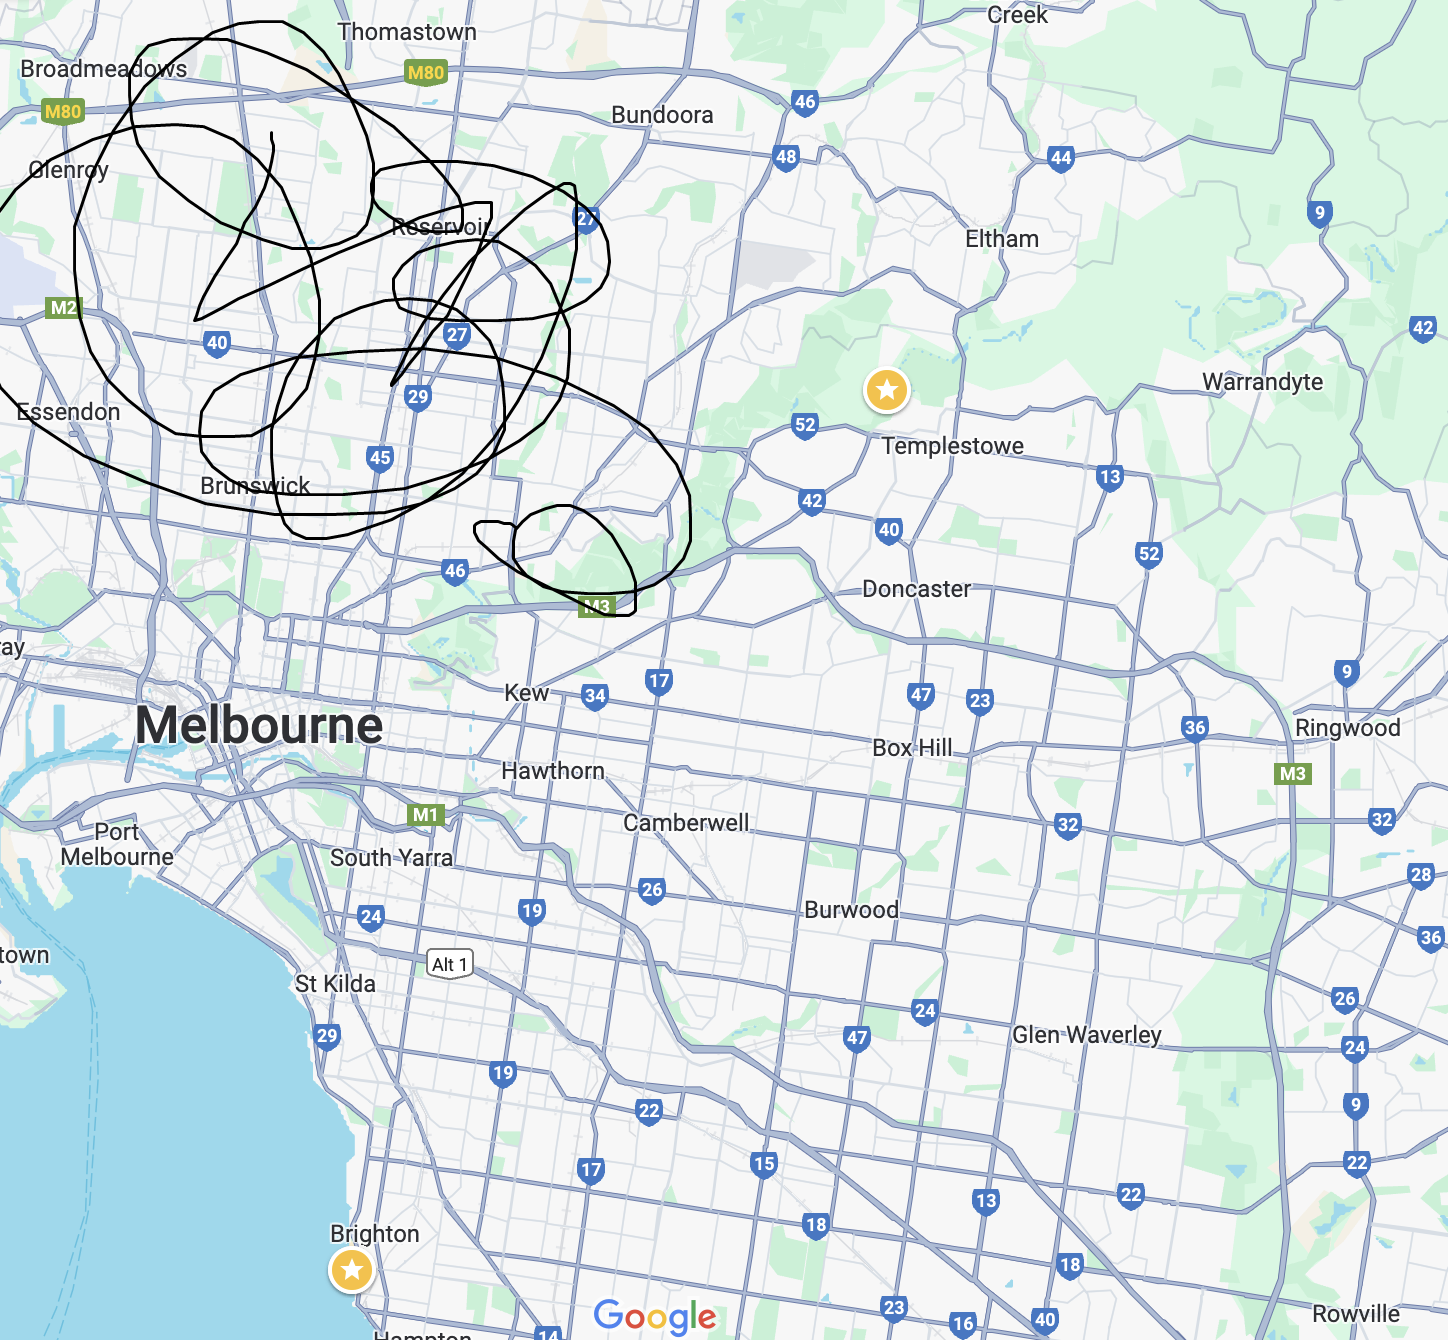 Creek
Thomastown
Broadmeadows
M80
M80
46
Bundoora
48
44
Glenroy
9
27
Reservoir
Eltham
M2
27
40
42
Warrandyte
29
Essendon
52
Templestowe
45
13
Brunswick
42
40
52
46
Doncaster
M3
ray
9
17
Kew
34
47
23
Melbourne
36
Ringwood
Box Hill
Hawthorn
M3
M1
Camberwell
32
32
Port
Melbourne
South Yarra
28
26
19
Burwood
24
36
town
Alt 1
St Kilda
26
24
29
47
Glen Waverley
24
19
22
9
15
22
17
22
13
18
Brighton
18
Google
23
16
40
Rowville
14
Hampton